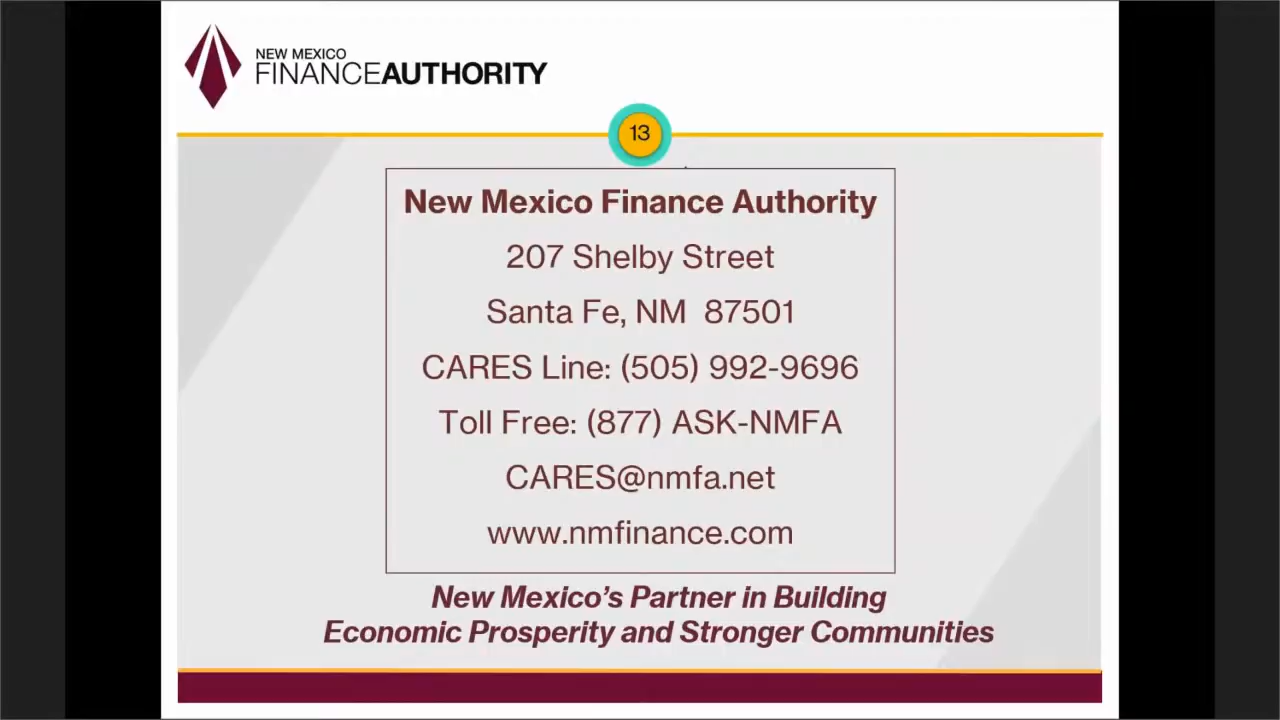 NEW MEXICO
FINANCEAUTHORITY
13
New Mexico Finance Authority
207 Shelby Street
Santa Fe, NM 87501
CARES Line: (505) 992-9696
Toll Free: (877) ASK-NMFA
CARES@nmfa.net
www.nmfinance.com
New Mexico’s Partner in Building
Economic Prosperity and Stronger Communities